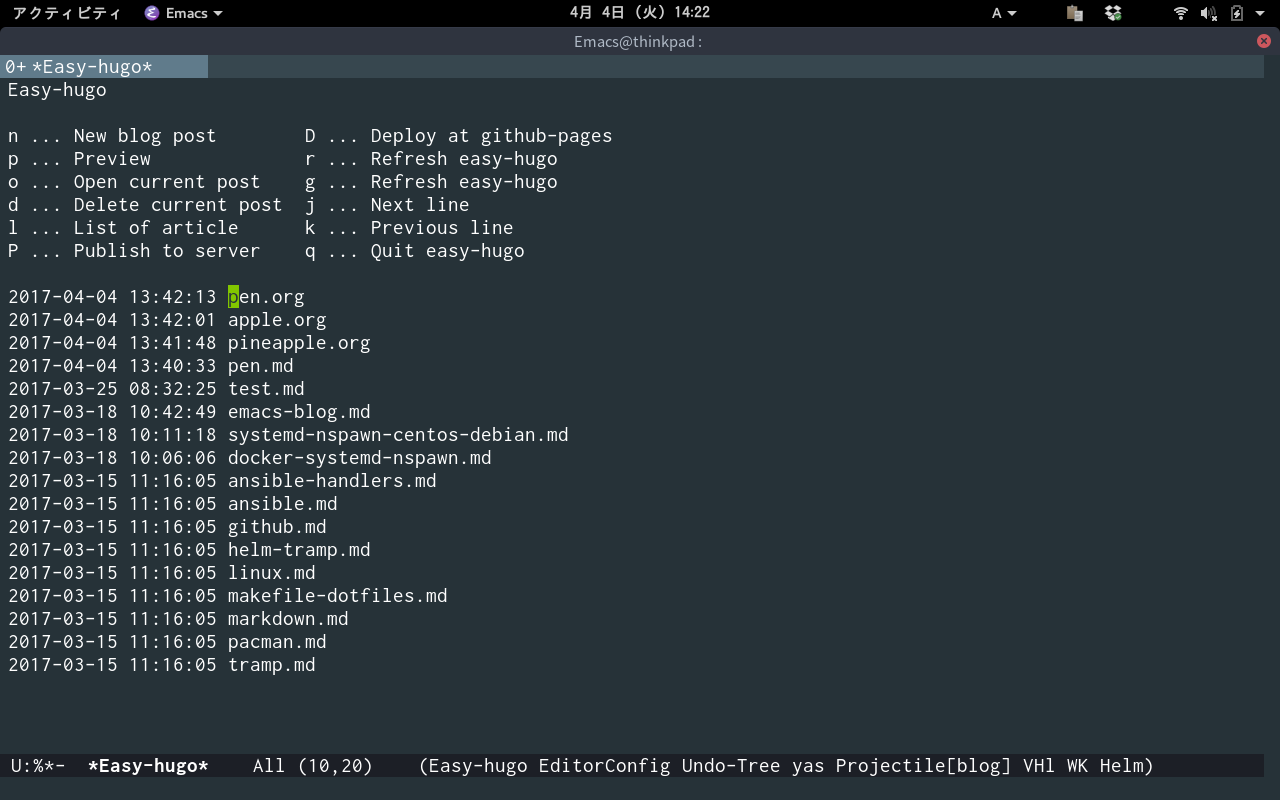 アクティビティ Emacs 4月 4日 (火) 14:22 A
Emacs@thinkpad:
0+ *Easy-hugo*
Easy-hugo
n ... New blog post D ... Deploy at github-pages
p ... Preview r ... Refresh easy-hugo
o ... Open current post g ... Refresh easy-hugo
d ... Delete current post j ... Next line
l ... List of article k ... Previous line
P ... Publish to server q ... Quit easy-hugo
2017-04-04 13:42:13 pen.org
2017-04-04 13:42:01 apple.org
2017-04-04 13:41:48 pineapple.org
2017-04-04 13:40:33 pen.md
2017-03-25 08:32:25 test.md
2017-03-18 10:42:49 emacs-blog.md
2017-03-18 10:11:18 systemd-nspawn-centos-debian.md
2017-03-18 10:06:06 docker-systemd-nspawn.md
2017-03-15 11:16:05 ansible-handlers.md
2017-03-15 11:16:05 ansible.md
2017-03-15 11:16:05 github.md
2017-03-15 11:16:05 helm-tramp.md
2017-03-15 11:16:05 linux.md
2017-03-15 11:16:05 makefile-dotfiles.md
2017-03-15 11:16:05 markdown.md
2017-03-15 11:16:05 pacman.md
2017-03-15 11:16:05 tramp.md
U:%*- *Easy-hugo* All (10,20) (Easy-hugo EditorConfig Undo-Tree yas Projectile[blog] VHl WK Helm)